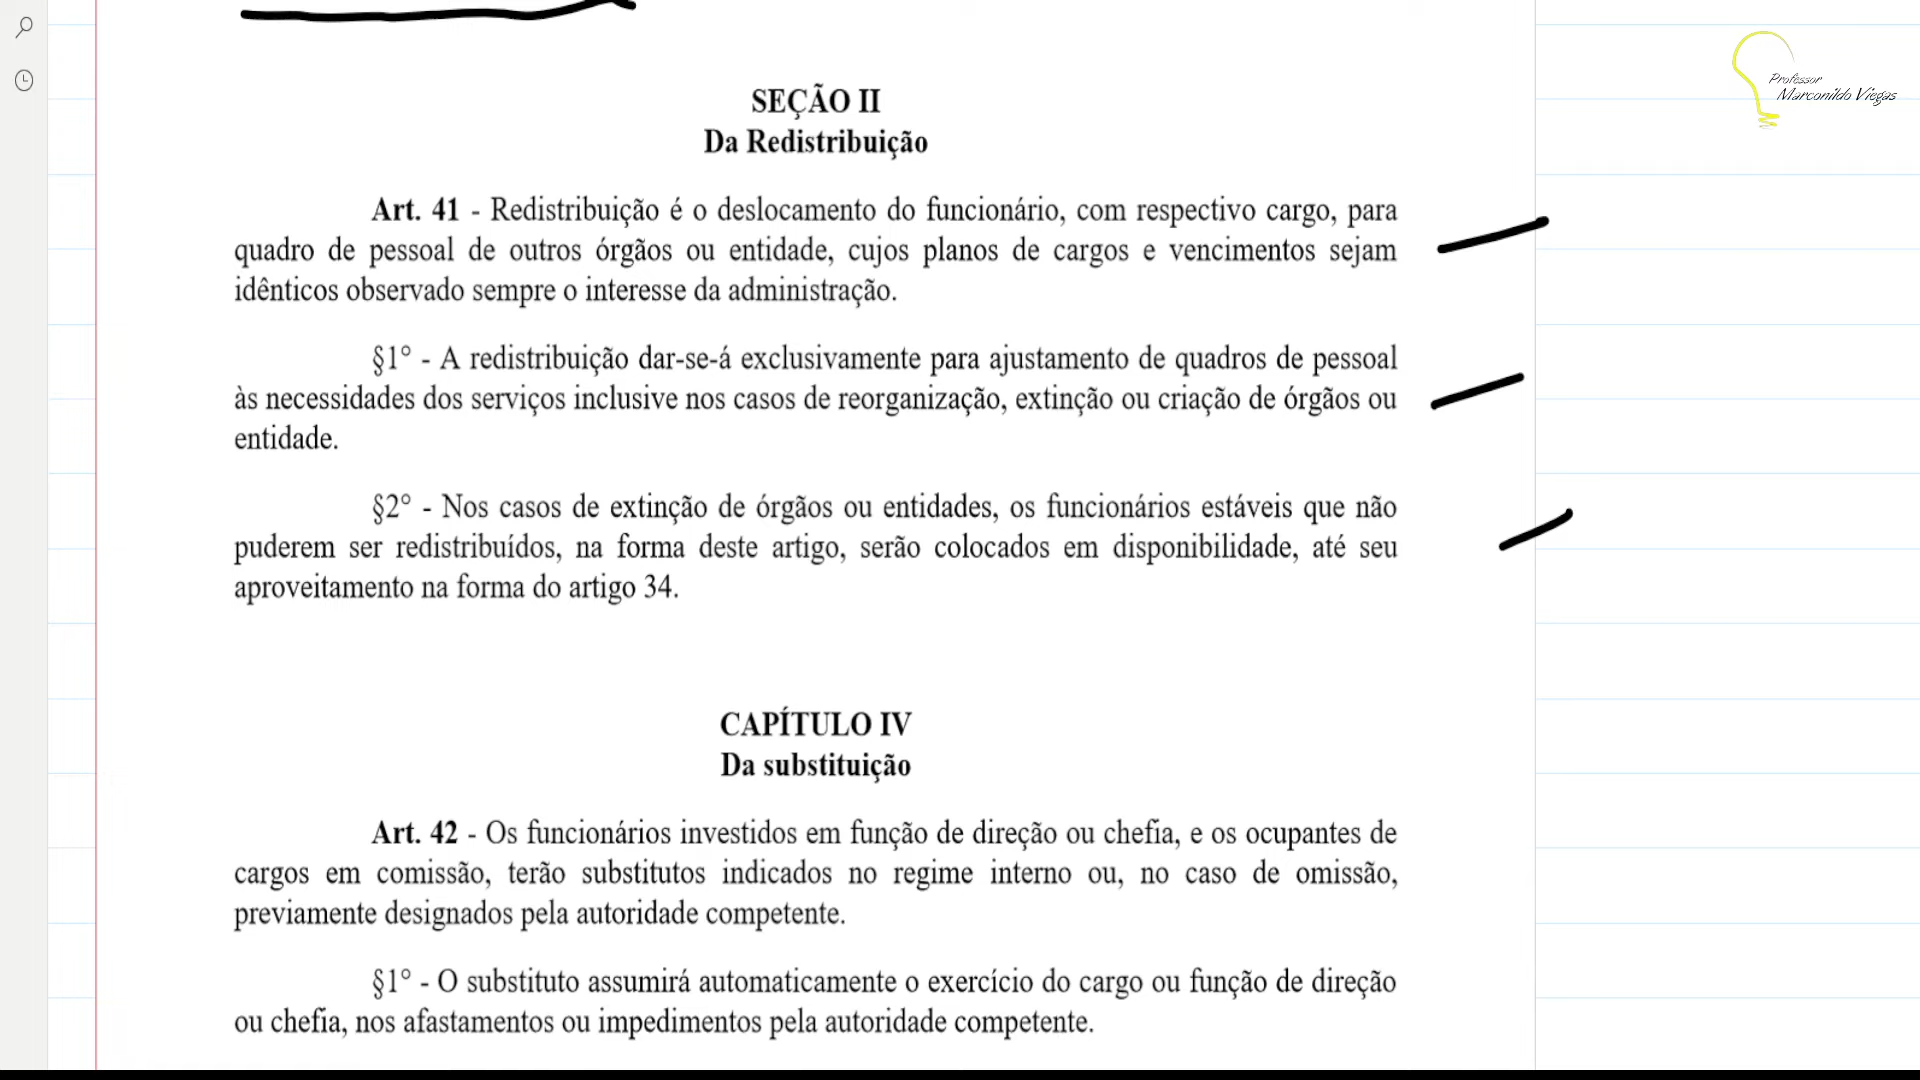 Professor
Marconildo Viegas
SEÇÃO II
Da Redistribuição
Art. 41 - Redistribuição é o deslocamento do funcionário, com respectivo cargo, para
quadro de pessoal de outros órgãos ou entidade, cujos planos de cargos e vencimentos sejam
idênticos observado sempre o interesse da administração.
§1° - A redistribuição dar-se-á exclusivamente para ajustamento de quadros de pessoal
às necessidades dos serviços inclusive nos casos de reorganização, extinção ou criação de órgãos ou
entidade.
§2° - Nos casos de extinção de órgãos ou entidades, os funcionários estáveis que não
puderem ser redistribuídos, na forma deste artigo, serão colocados em disponibilidade, até seu
aproveitamento na forma do artigo 34.
CAPÍTULO IV
Da substituição
Art. 42 - Os funcionários investidos em função de direção ou chefia, e os ocupantes de
cargos em comissão, terão substitutos indicados no regime interno ou, no caso de omissão,
previamente designados pela autoridade competente.
§1° - O substituto assumirá automaticamente o exercício do cargo ou função de direção
ou chefia, nos afastamentos ou impedimentos pela autoridade competente.